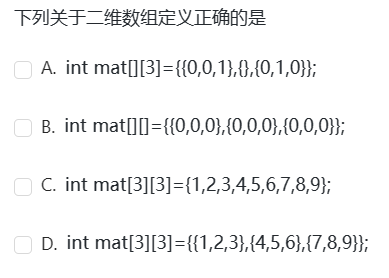 下列关于二维数组定义正确的是
A. int mat[][3]={{0,0,1},{},{0,1,0}};
B. int mat[][]={{0,0,0},{0,0,0},{0,0,0}};
C. int mat[3][3]={1,2,3,4,5,6,7,8,9};
D. int mat[3][3]={{1,2,3},{4,5,6},{7,8,9}};